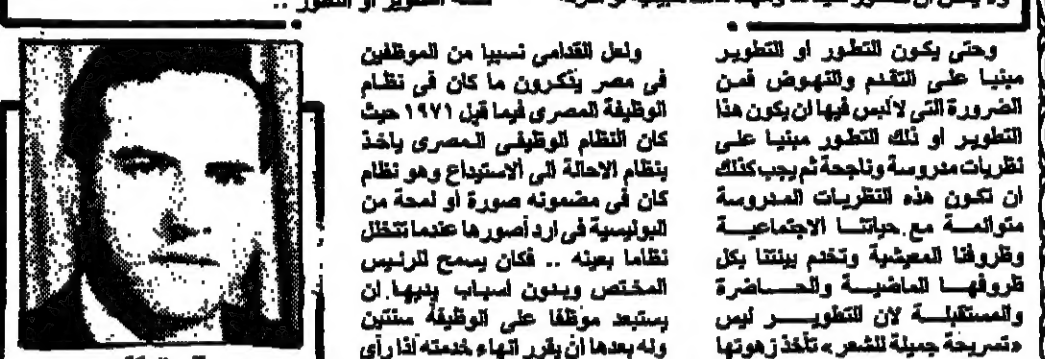 وحتى يكون التطور او التطوير
مبنيا على التقدم والنهوض فمن
الضرورة التى لا لبس فيها ان يكون هذا
التطوير او ذلك التطور مبنيا على
نظريات مدروسة وناجحة ثم يجب كذلك
ان تكون هذه النظريات المدروسة
متوائمة مع حياتنا الاجتماعية
وظروفنا المعيشية وتخدم بيئتنا بكل
ظروفها الماضية والحاضرة
والمستقبلة لان التطوير ليس
«تسريحة جميلة للشعر» تأخذ زهوتها
ولعل القدامى نسبيا من الموظفين
فى مصر يذكرون ما كان فى نظام
الوظيفة المصرى فيما قبل ١٩٧١ حيث
كان النظام الوظيفى المصرى ياخذ
بنظام الاحالة الى الاستيداع وهو نظام
كان فى مضمونه صورة أو لمحة من
البوليسية فى ارد أصورها عندما تتخلل
نظاما بعينه .. فكان يسمح للرئيس
المختص وبدون اسباب يبديها ان
يستبعد موظفا على الوظيفة سنتين
وله بعدها أن يقرر انهاء خدمته اذا رأى